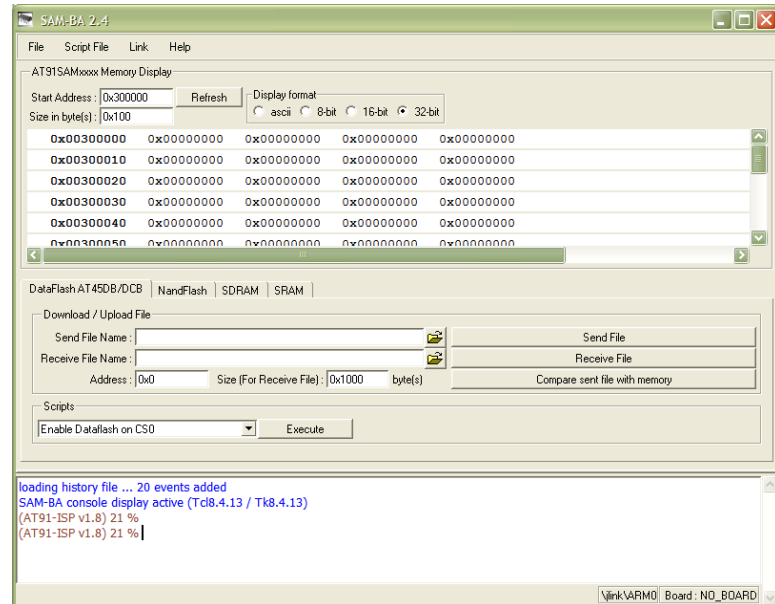 SAM-BA 2.4
File Script File Link Help
AT91SAMxxxx Memory Display
Start Address : 0x300000 Refresh Display format
Size in byte(s) : 0x100 ascii 8-bit 16-bit 32-bit
0x00300000 0x00000000 0x00000000 0x00000000 0x00000000
0x00300010 0x00000000 0x00000000 0x00000000 0x00000000
0x00300020 0x00000000 0x00000000 0x00000000 0x00000000
0x00300030 0x00000000 0x00000000 0x00000000 0x00000000
0x00300040 0x00000000 0x00000000 0x00000000 0x00000000
0x00300050 0x00000000 0x00000000 0x00000000 0x00000000
DataFlash AT45DB/DCB NandFlash SDRAM SRAM
Download / Upload File
Send File Name : Send File
Receive File Name : Receive File
Address : 0x0 Size (For Receive File) : 0x1000 byte(s) Compare sent file with memory
Scripts
Enable Dataflash on CS0 Execute
loading history file ... 20 events added
SAM-BA console display active (Tcl8.4.13 / Tk8.4.13)
(AT91-ISP v1.8) 21 %
(AT91-ISP v1.8) 21 %
\jlink\ARM0 Board : NO_BOARD